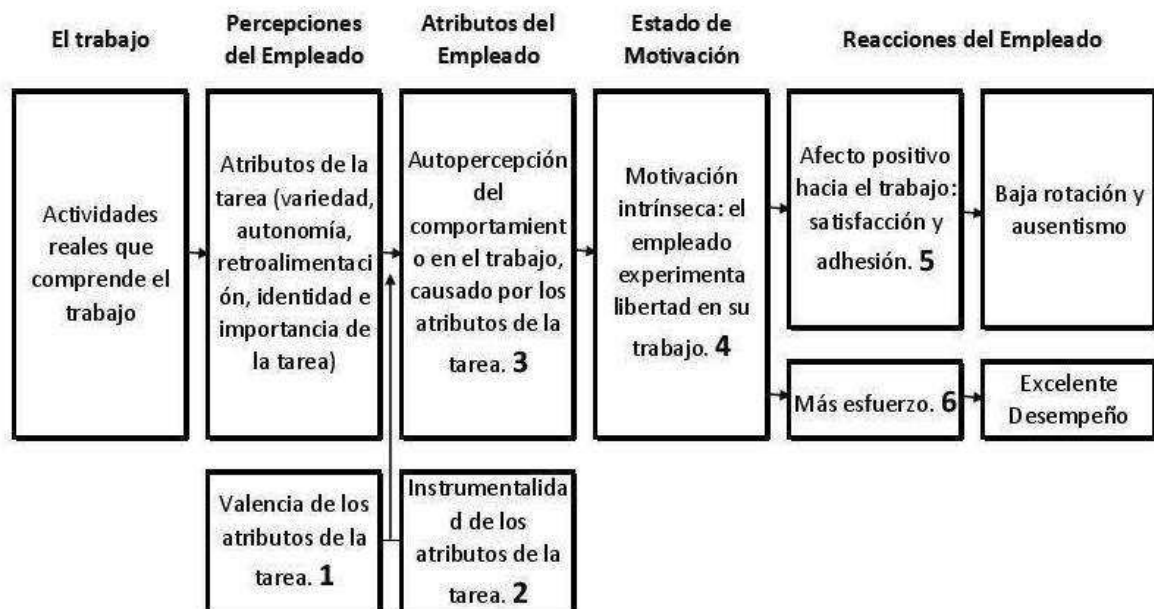 El trabajo
Percepciones
del Empleado
Atributos del
Empleado
Estado de
Motivación
Reacciones del Empleado
Actividades
reales que
comprende el
trabajo
Atributos de la
tarea (variedad,
autonomía,
retroalimentaci
ón, identidad e
importancia de
la tarea)
Autopercepción
del
comportamient
o en el trabajo,
causado por los
atributos de la
tarea. 3
Motivación
intrínseca: el
empleado
experimenta
libertad en su
trabajo. 4
Afecto positivo
hacia el trabajo:
satisfacción y
adhesión. 5
Baja rotación y
ausentismo
Más esfuerzo. 6
Excelente
Desempeño
Valencia de los
atributos de la
tarea. 1
Instrumentalida
d de los
atributos de la
tarea. 2